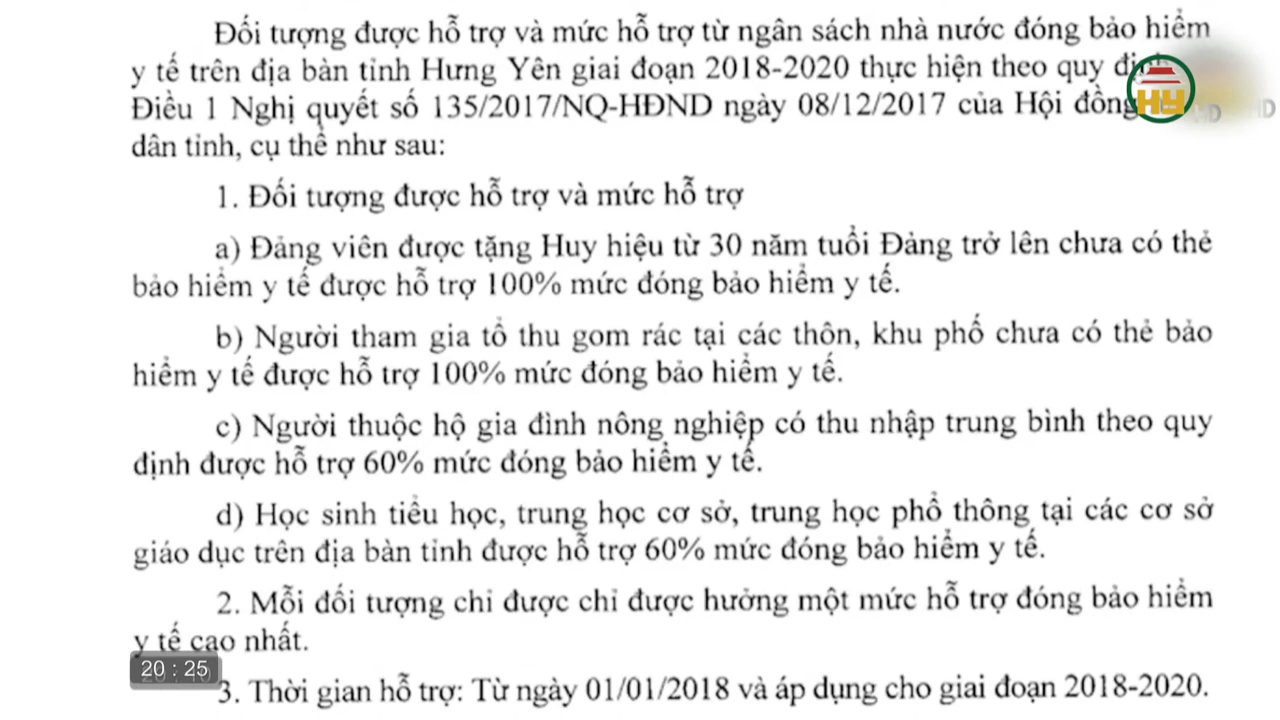 Đối tượng được hỗ trợ và mức hỗ trợ từ ngân sách nhà nước đóng bảo hiểm
y tế trên địa bàn tỉnh Hưng Yên giai đoạn 2018-2020 thực hiện theo quy
Điều 1 Nghị quyết số 135/2017/NQ-HĐND ngày 08/12/2017 của Hội đồng
HY
HD
dân tỉnh, cụ thể như sau:
1. Đối tượng được hỗ trợ và mức hỗ trợ
a) Đảng viên được tặng Huy hiệu từ 30 năm tuổi Đảng trở lên chưa có thẻ
bảo hiểm y tế được hỗ trợ 100% mức đóng bảo hiểm y tế.
b) Người tham gia tổ thu gom rác tại các thôn, khu phố chưa có thẻ bảo
hiểm y tế được hỗ trợ 100% mức đóng bảo hiểm y tế.
c) Người thuộc hộ gia đình nông nghiệp có thu nhập trung bình theo quy
định được hỗ trợ 60% mức đóng bảo hiểm y tế.
d) Học sinh tiểu học, trung học cơ sở, trung học phổ thông tại các cơ sở
giáo dục trên địa bàn tỉnh được hỗ trợ 60% mức đóng bảo hiểm y tế.
2. Mỗi đối tượng chỉ được chỉ được hưởng một mức hỗ trợ đóng bảo hiểm
y tế cao nhất.
20 : 25
3. Thời gian hỗ trợ: Từ ngày 01/01/2018 và áp dụng cho giai đoạn 2018-2020.